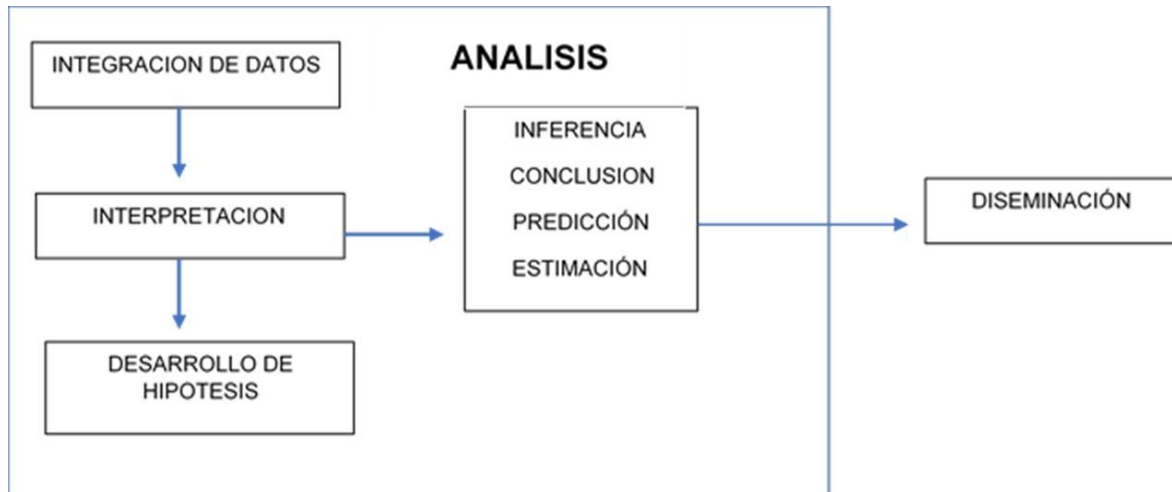 ANALISIS
INTEGRACION DE DATOS
INTERPRETACION
DESARROLLO DE
HIPOTESIS
INFERENCIA
CONCLUSION
PREDICCIÓN
ESTIMACIÓN
DISEMINACIÓN